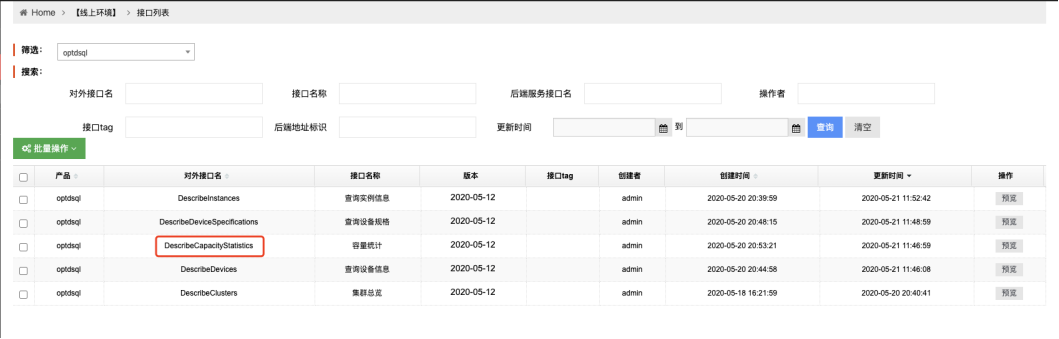 Home > 【线上环境】 > 接口列表
筛选: optdsql
搜索:
对外接口名 接口名称 后端服务接口名 操作者
接口tag 后端地址标识 更新时间 到 查询 清空
批量操作
产品 对外接口名 接口名称 版本 接口tag 创建者 创建时间 更新时间 操作
optdsql DescribeInstances 查询实例信息 2020-05-12 admin 2020-05-20 20:39:59 2020-05-21 11:52:42 预览
optdsql DescribeDeviceSpecifications 查询设备规格 2020-05-12 admin 2020-05-20 20:48:15 2020-05-21 11:48:59 预览
optdsql DescribeCapacityStatistics 容量统计 2020-05-12 admin 2020-05-20 20:53:21 2020-05-21 11:46:59 预览
optdsql DescribeDevices 查询设备信息 2020-05-12 admin 2020-05-20 20:44:58 2020-05-21 11:46:08 预览
optdsql DescribeClusters 集群总览 2020-05-12 admin 2020-05-18 16:21:59 2020-05-20 20:40:41 预览